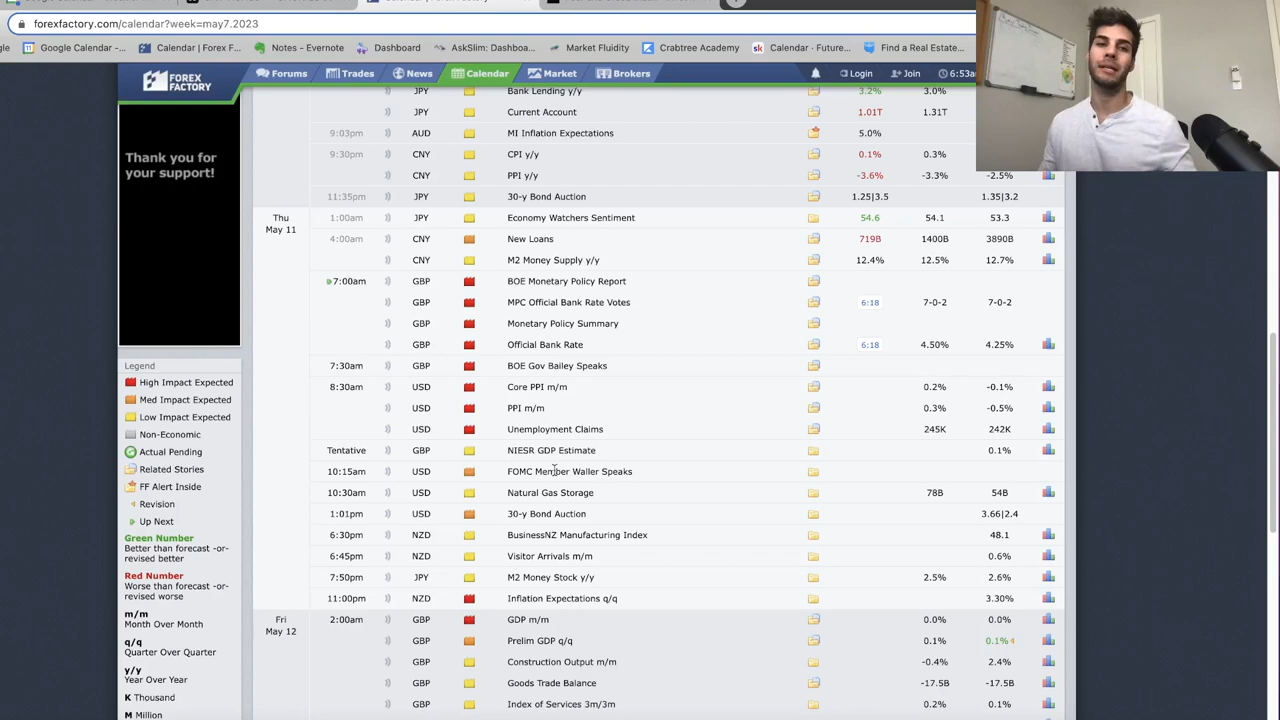 forexfactory.com/calendar?week=may7.2023
Google Calendar -
Calendar | Forex F...
Notes – Evernote
Dashboard
AskSlim: Dashboa...
Market Fluidity
Crabtree Academy
Calendar · Future...
Find a Real Estate...
FOREX FACTORY
Forums
Trades
News
Calendar
Market
Brokers
Login
Join
Thank you for
your support!
JPY Bank Lending y/y 3.2% 3.0%
JPY Current Account 1.01T 1.31T
9:03pm AUD MI Inflation Expectations 5.0%
9:30pm CNY CPI y/y 0.1% 0.3%
CNY PPI y/y -3.6% -3.3% -2.5%
11:35pm JPY 30-y Bond Auction 1.25|3.5 1.35|3.2
Thu May 11 1:00am JPY Economy Watchers Sentiment 54.6 54.1 53.3
4:00am CNY New Loans 719B 1400B 3890B
CNY M2 Money Supply y/y 12.4% 12.5% 12.7%
7:00am GBP BOE Monetary Policy Report
GBP MPC Official Bank Rate Votes 6:18 7-0-2 7-0-2
GBP Monetary Policy Summary
GBP Official Bank Rate 6:18 4.50% 4.25%
7:30am GBP BOE Gov Bailey Speaks
8:30am USD Core PPI m/m 0.2% -0.1%
USD PPI m/m 0.3% -0.5%
USD Unemployment Claims 245K 242K
Tentative GBP NIESR GDP Estimate 0.1%
10:15am USD FOMC Member Waller Speaks
10:30am USD Natural Gas Storage 78B 54B
1:01pm USD 30-y Bond Auction 3.66|2.4
6:30pm NZD BusinessNZ Manufacturing Index 48.1
6:45pm NZD Visitor Arrivals m/m 0.6%
7:50pm JPY M2 Money Stock y/y 2.5% 2.6%
11:00pm NZD Inflation Expectations q/q 3.30%
Fri May 12 2:00am GBP GDP m/m 0.0% 0.0%
GBP Prelim GDP q/q 0.1% 0.1%
GBP Construction Output m/m -0.4% 2.4%
GBP Goods Trade Balance -17.5B -17.5B
GBP Index of Services 3m/3m 0.2% 0.1%
Legend
High Impact Expected
Med Impact Expected
Low Impact Expected
Non-Economic
Actual Pending
Related Stories
FF Alert Inside
Revision
Up Next
Green Number
Better than forecast -or-
revised better
Red Number
Worse than forecast -or-
revised worse
m/m
Month Over Month
q/q
Quarter Over Quarter
y/y
Year Over Year
K Thousand
M Million